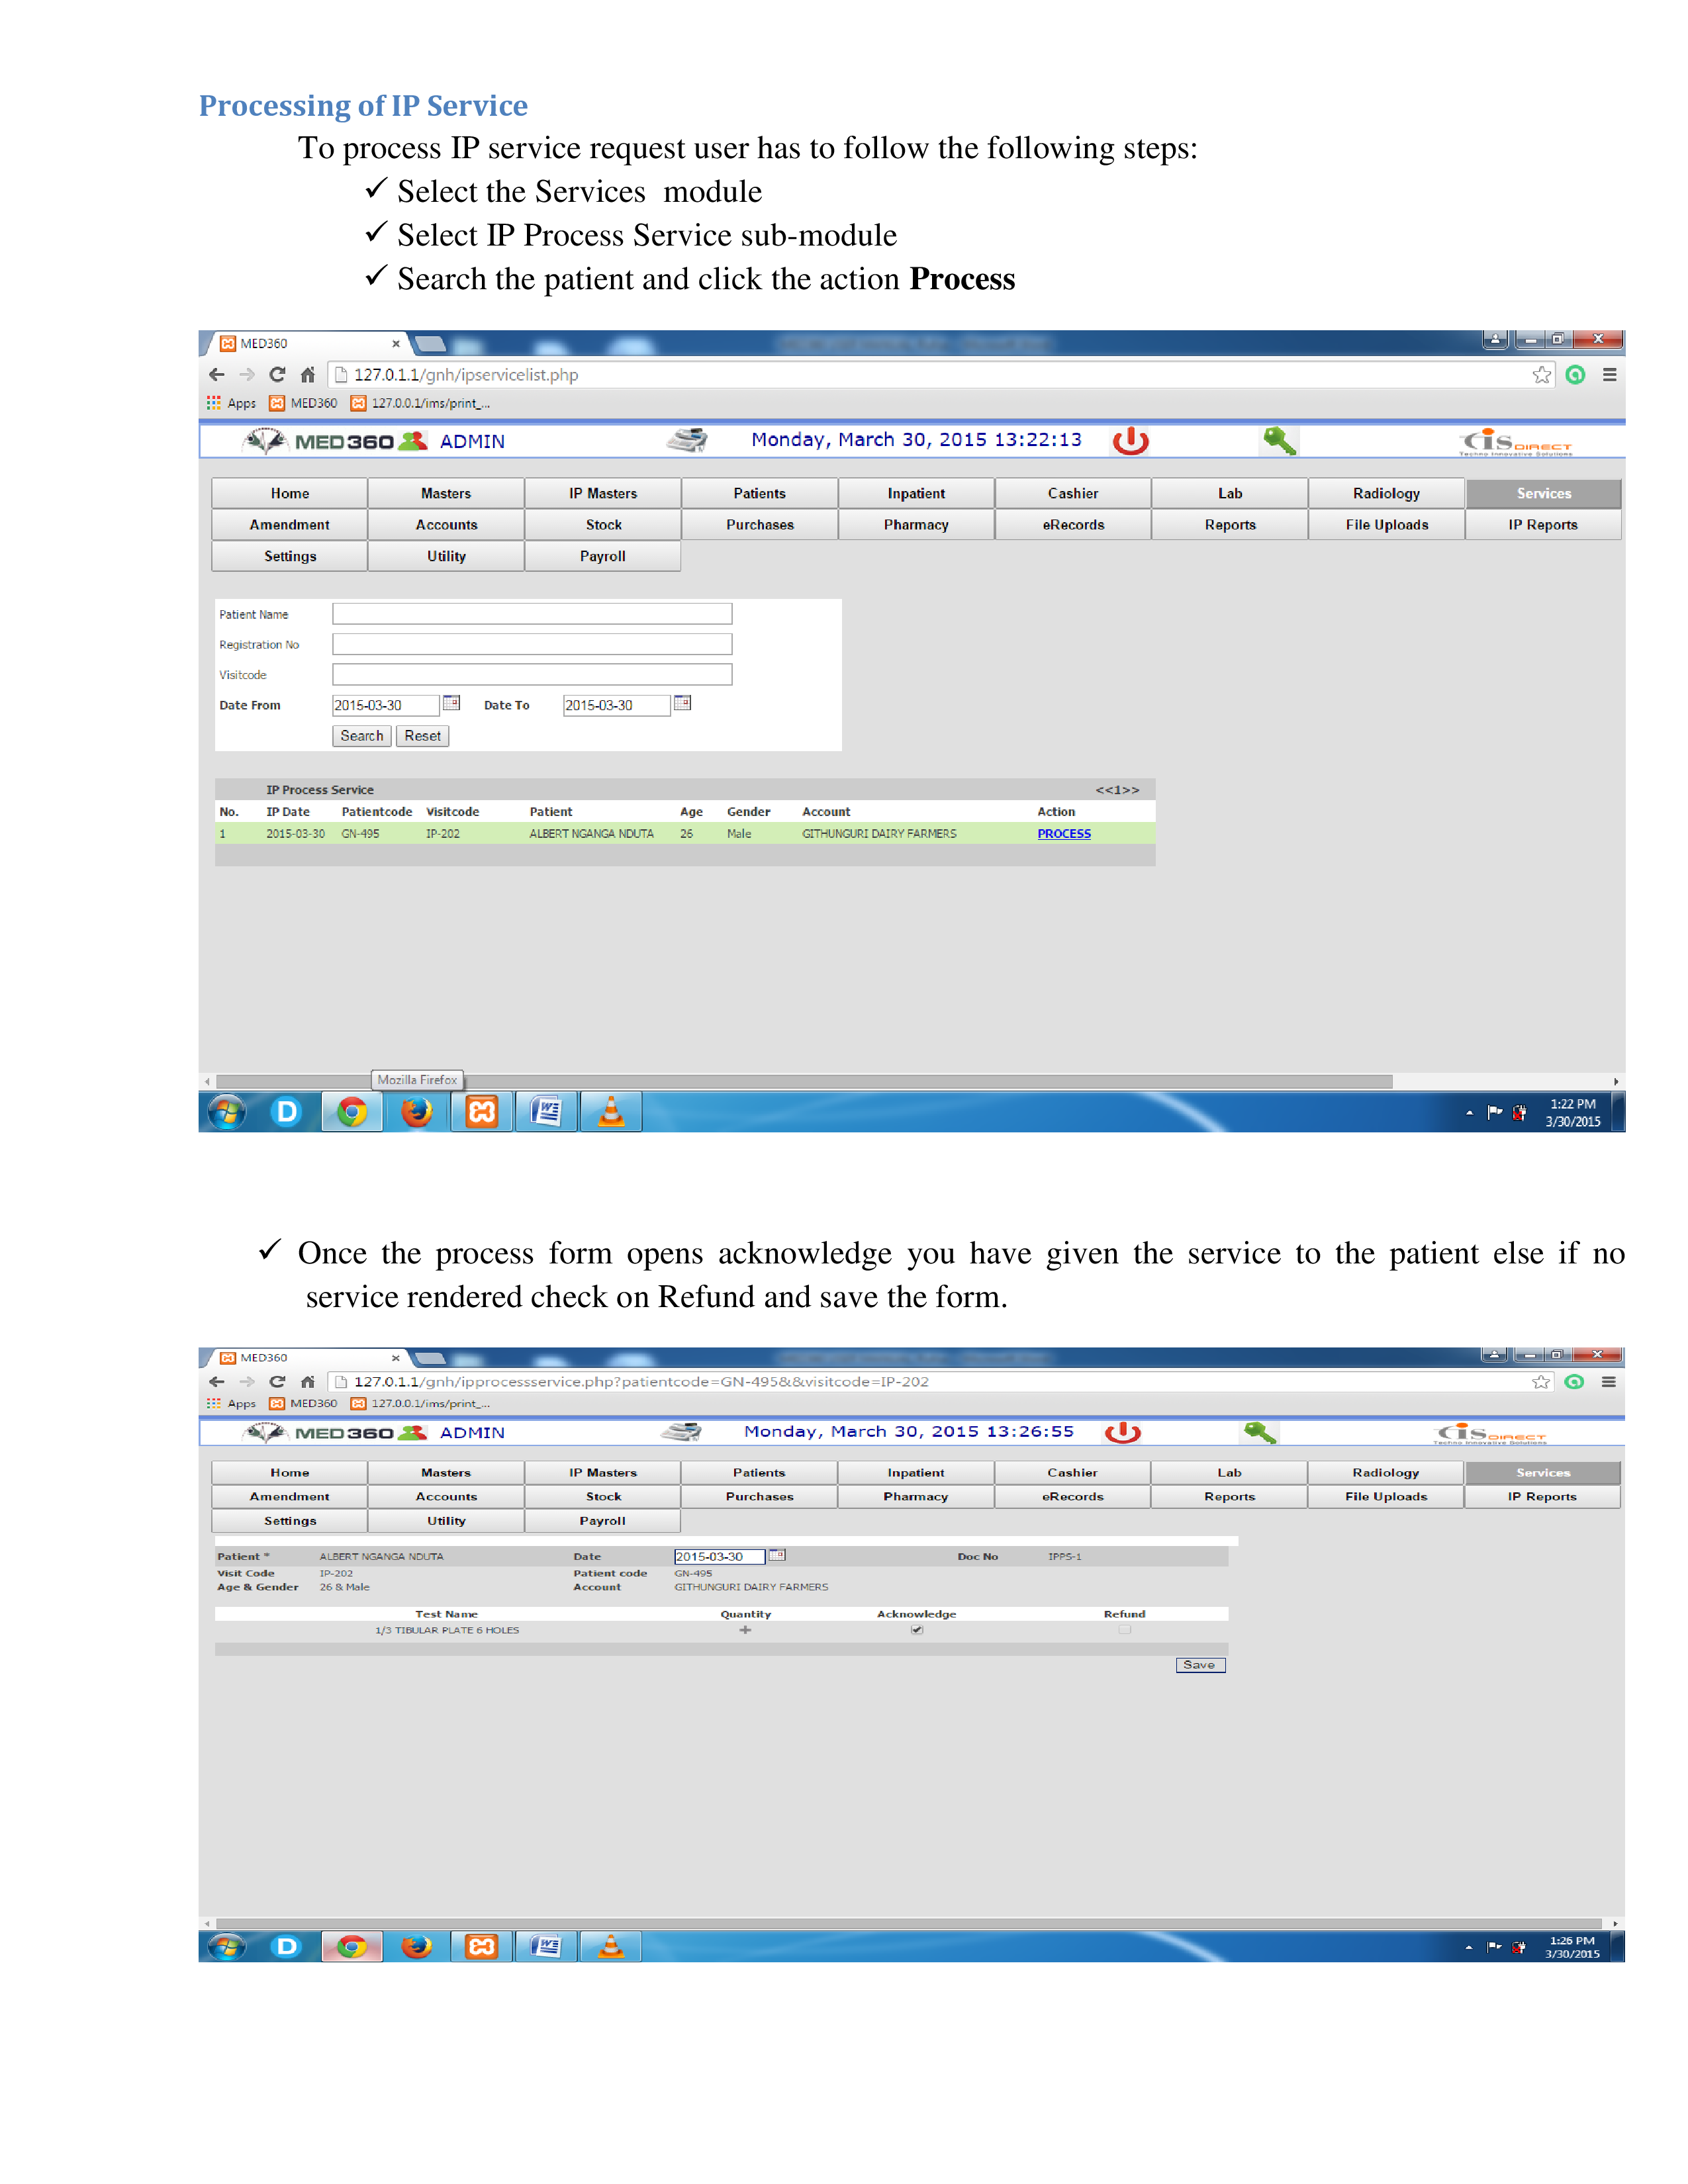 Processing of IP Service
To process IP service request user has to follow the following steps:
✓ Select the Services module
✓ Select IP Process Service sub-module
✓ Search the patient and click the action Process
MED360
127.0.1.1/gnh/ipservicelist.php
Apps MED360 127.0.0.1/ims/print_...
MED360 ADMIN Monday, March 30, 2015 13:22:13 CIS DIRECT
Techno Innovative Solutions
Home Masters IP Masters Patients Inpatient Cashier Lab Radiology Services
Amendment Accounts Stock Purchases Pharmacy eRecords Reports File Uploads IP Reports
Settings Utility Payroll
Patient Name
Registration No
Visitcode
Date From 2015-03-30 Date To 2015-03-30
Search Reset
IP Process Service <<1>>
No. IP Date Patientcode Visitcode Patient Age Gender Account Action
1 2015-03-30 GN-495 IP-202 ALBERT NGANGA NDUTA 26 Male GITHUNGURI DAIRY FARMERS PROCESS
Mozilla Firefox
1:22 PM
3/30/2015
✓ Once the process form opens acknowledge you have given the service to the patient else if no
service rendered check on Refund and save the form.
MED360
127.0.1.1/gnh/ipprocessservice.php?patientcode=GN-495&&visitcode=IP-202
Apps MED360 127.0.0.1/ims/print_...
MED360 ADMIN Monday, March 30, 2015 13:26:55 CIS DIRECT
Techno Innovative Solutions
Home Masters IP Masters Patients Inpatient Cashier Lab Radiology Services
Amendment Accounts Stock Purchases Pharmacy eRecords Reports File Uploads IP Reports
Settings Utility Payroll
Patient * ALBERT NGANGA NDUTA Date 2015-03-30 Doc No IPPS-1
Visit Code IP-202 Patient code GN-495
Age & Gender 26 & Male Account GITHUNGURI DAIRY FARMERS
Test Name Quantity Acknowledge Refund
1/3 TIBULAR PLATE 6 HOLES
Save
1:26 PM
3/30/2015